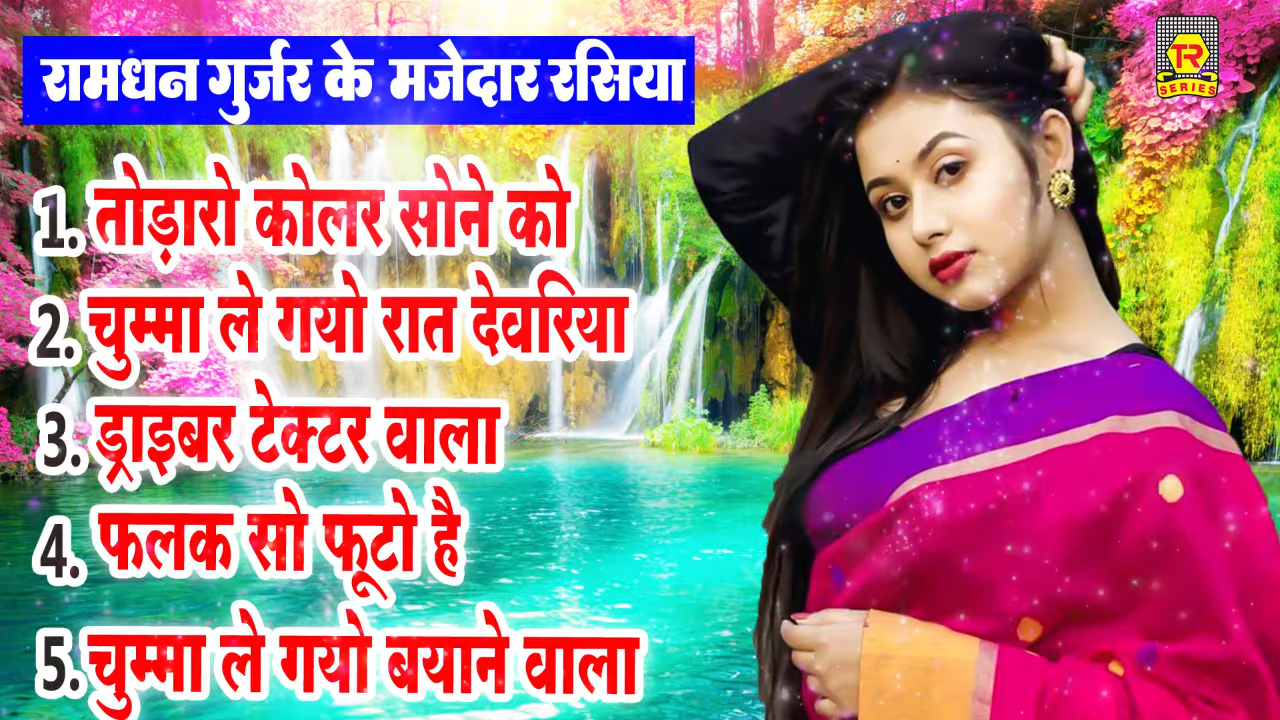 रामधन गुर्जर के मजेदार रसिया
TR
SERIES
1. तोड़ारो कोलर सोने को
2. चुम्मा ले गयो रात देवरिया
3. ड्राइबर टेक्टर वाला
4. फलक सो फूटो है
5. चुम्मा ले गयो बयाने वाला